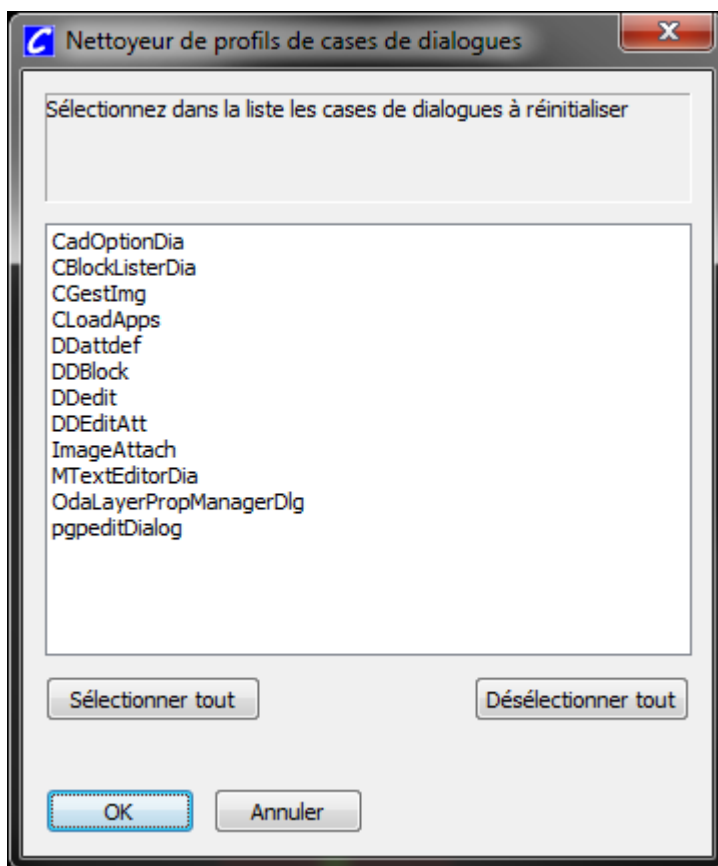 Nettoyeur de profils de cases de dialogues
Sélectionnez dans la liste les cases de dialogues à réinitialiser
CadOptionDia
CBlockListerDia
CGestImg
CLoadApps
DDattdef
DDBlock
DDedit
DDEditAtt
ImageAttach
MTextEditorDia
OdaLayerPropManagerDlg
pgpeditDialog
Sélectionner tout
Désélectionner tout
OK
Annuler